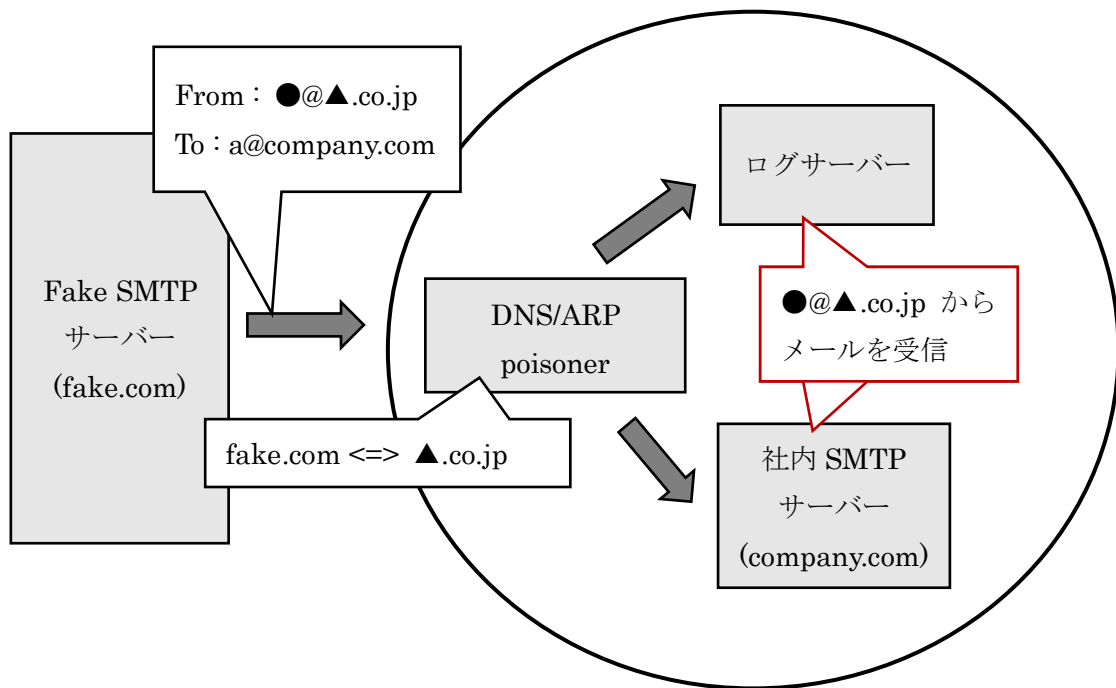 From： ●@▲.co.jp
To：a@company.com
Fake SMTP
サーバー
(fake.com)
DNS/ARP
poisoner
fake.com <=> ▲.co.jp
ログサーバー
●@▲.co.jp から
メールを受信
社内 SMTP
サーバー
(company.com)